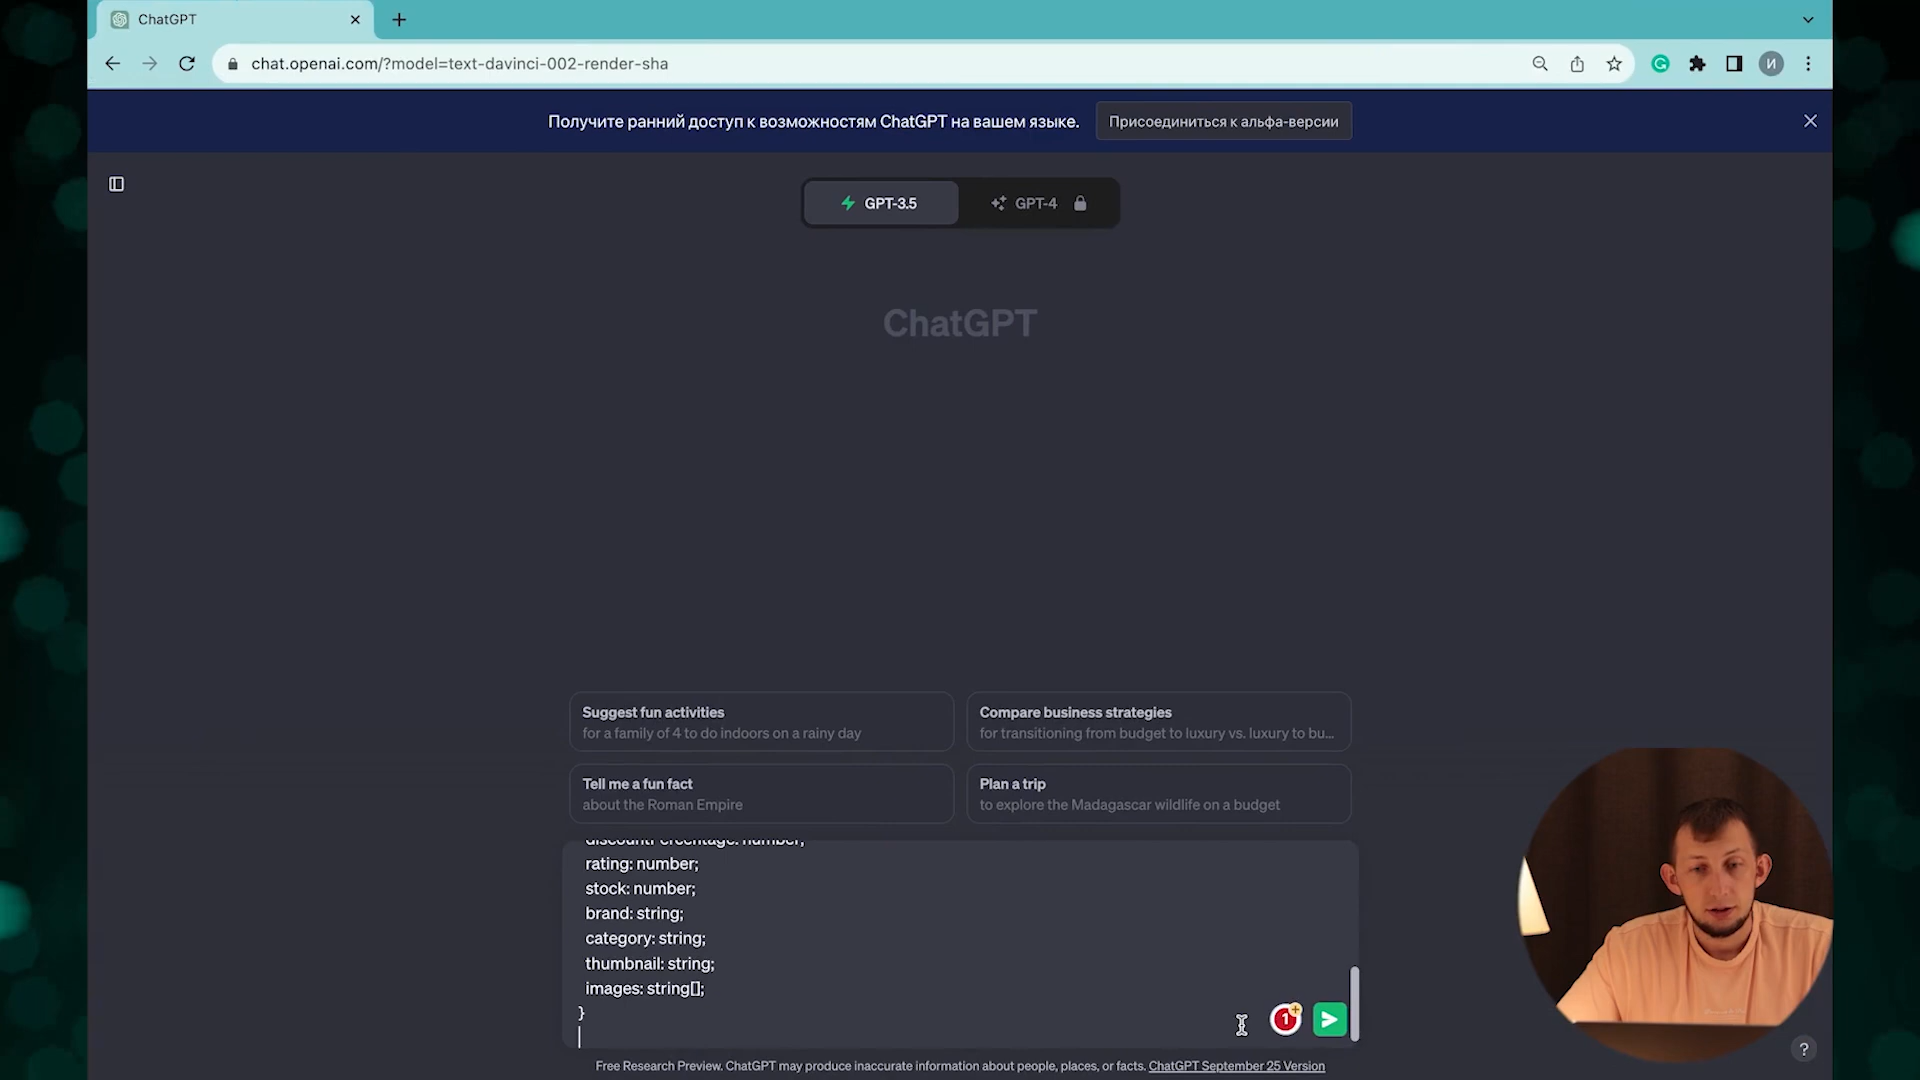 ChatGPT
chat.openai.com/?model=text-davinci-002-render-sha
И
Получите ранний доступ к возможностям ChatGPT на вашем языке.
Присоединиться к альфа-версии
GPT-3.5
GPT-4
ChatGPT
Suggest fun activities
for a family of 4 to do indoors on a rainy day
Compare business strategies
for transitioning from budget to luxury vs. luxury to bu...
Tell me a fun fact
about the Roman Empire
Plan a trip
to explore the Madagascar wildlife on a budget
discountPercentage: number;
rating: number;
stock: number;
brand: string;
category: string;
thumbnail: string;
images: string[];
}
1
?
Free Research Preview. ChatGPT may produce inaccurate information about people, places, or facts. ChatGPT September 25 Version